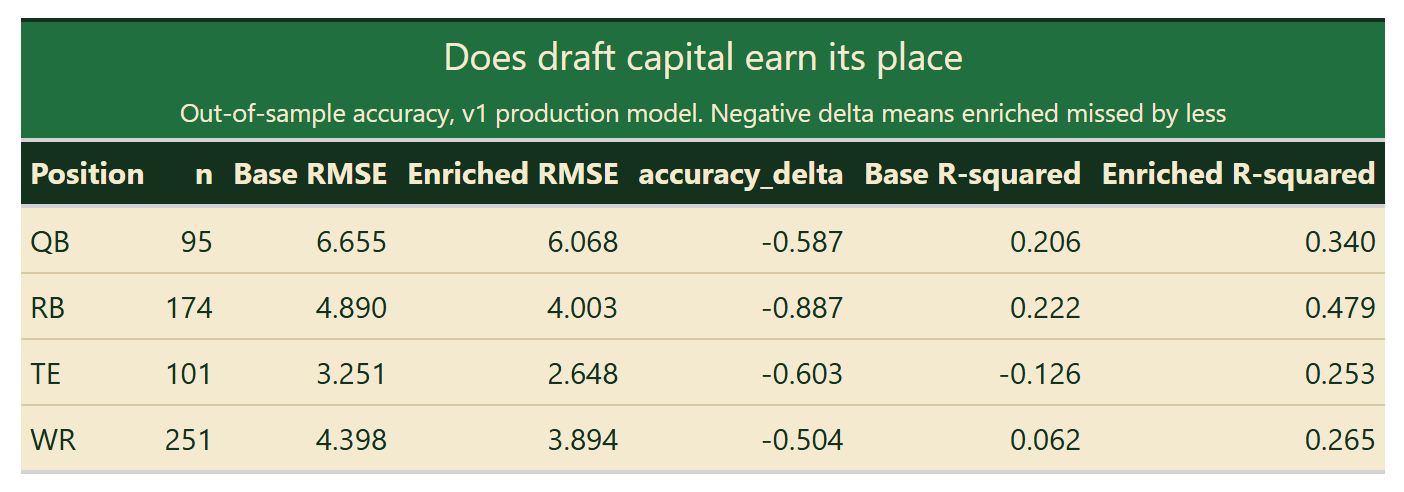 Does draft capital earn its place
Out-of-sample accuracy, v1 production model. Negative delta means enriched missed by less
Position n Base RMSE Enriched RMSE accuracy_delta Base R-squared Enriched R-squared
QB 95 6.655 6.068 -0.587 0.206 0.340
RB 174 4.890 4.003 -0.887 0.222 0.479
TE 101 3.251 2.648 -0.603 -0.126 0.253
WR 251 4.398 3.894 -0.504 0.062 0.265